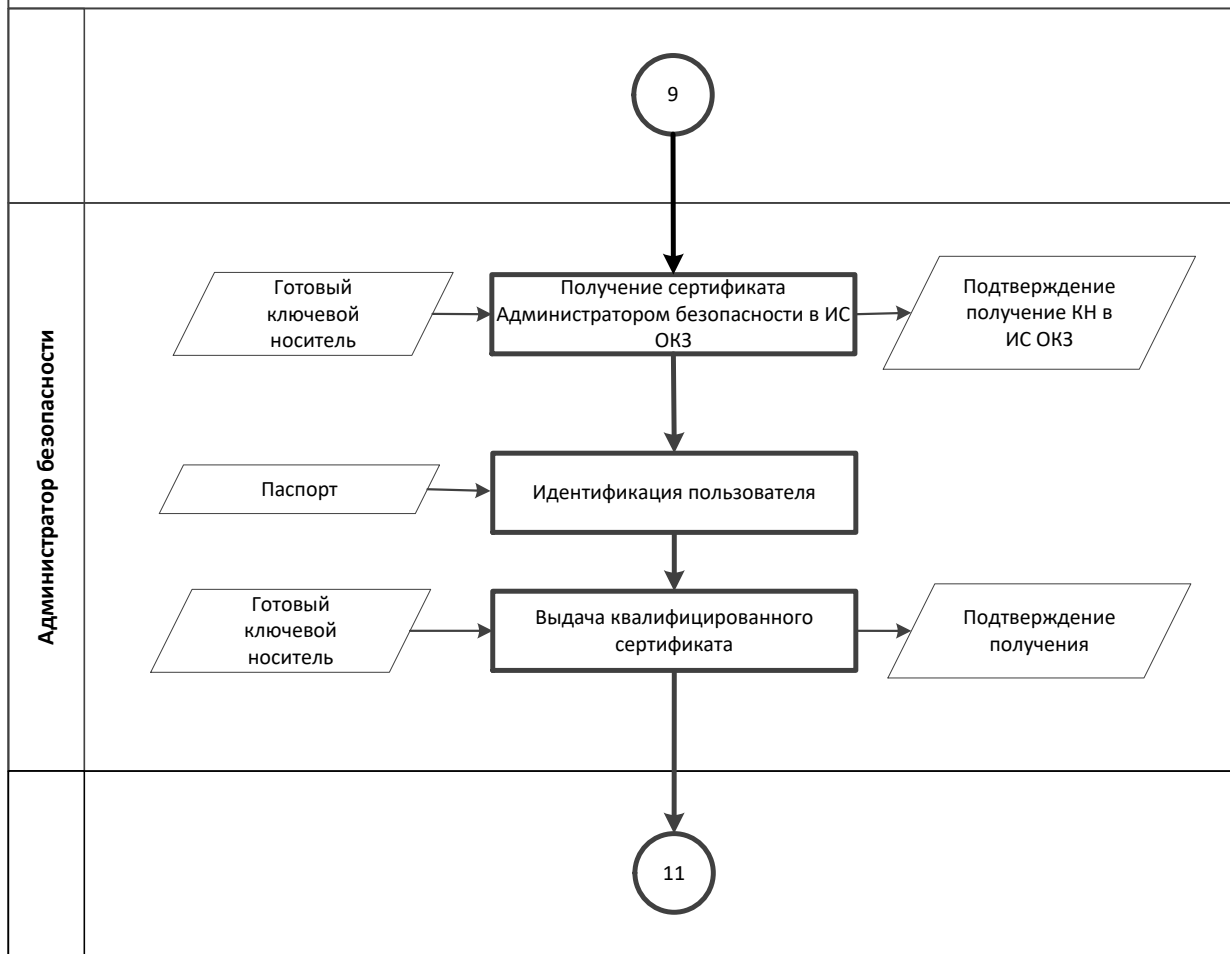 9
Администратор безопасности
Готовый
ключевой
носитель
Получение сертификата
Администратором безопасности в ИС
ОКЗ
Подтверждение
получение КН в
ИС ОКЗ
Паспорт
Идентификация пользователя
Готовый
ключевой
носитель
Выдача квалифицированного
сертификата
Подтверждение
получения
11